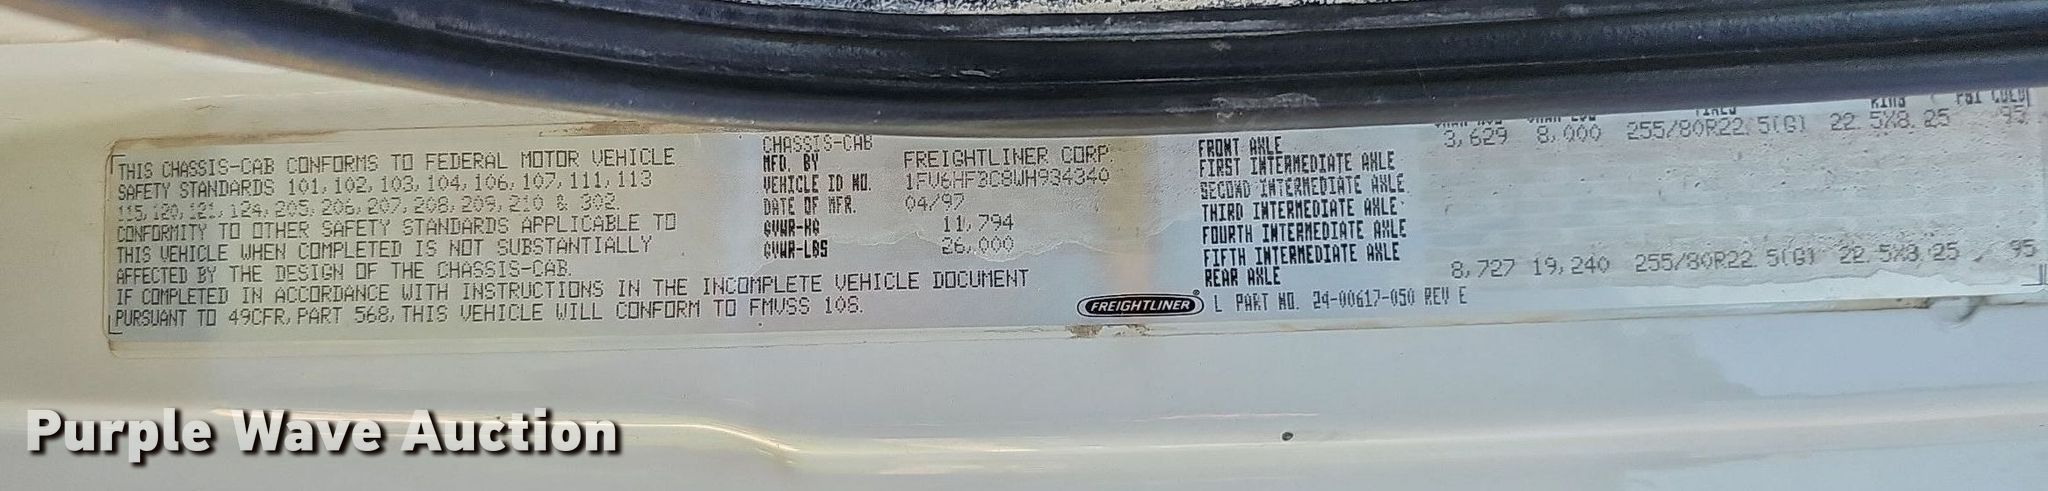 THIS CHASSIS-CAB CONFORMS TO FEDERAL MOTOR VEHICLE
SAFETY STANDARDS 101, 102, 103, 104, 106, 107, 111, 113
115, 120, 121, 124, 205, 206, 207, 208, 209, 210 & 302.
CONFORMITY TO OTHER SAFETY STANDARDS APPLICABLE TO
THIS VEHICLE WHEN COMPLETED IS NOT SUBSTANTIALLY
AFFECTED BY THE DESIGN OF THE CHASSIS-CAB.
IF COMPLETED IN ACCORDANCE WITH INSTRUCTIONS IN THE INCOMPLETE VEHICLE DOCUMENT
PURSUANT TO 49CFR, PART 568, THIS VEHICLE WILL CONFORM TO FMVSS 108.
CHASSIS-CAB
MFD. BY FREIGHTLINER CORP.
VEHICLE ID NO. 1FV6HF2C8WH934340
DATE OF MFR. 04/97
GVWR-KG 11,794
GVWR-LBS 26,000
FREIGHTLINER®
TIRES RIMS PSI COLD
FRONT AXLE 3,629 8,000 255/80R22.5(G) 22.5X8.25 95
FIRST INTERMEDIATE AXLE
SECOND INTERMEDIATE AXLE
THIRD INTERMEDIATE AXLE
FOURTH INTERMEDIATE AXLE
FIFTH INTERMEDIATE AXLE
REAR AXLE 8,727 19,240 255/80R22.5(G) 22.5X8.25 , 95
L PART NO. 24-00617-050 REV E
Purple Wave Auction